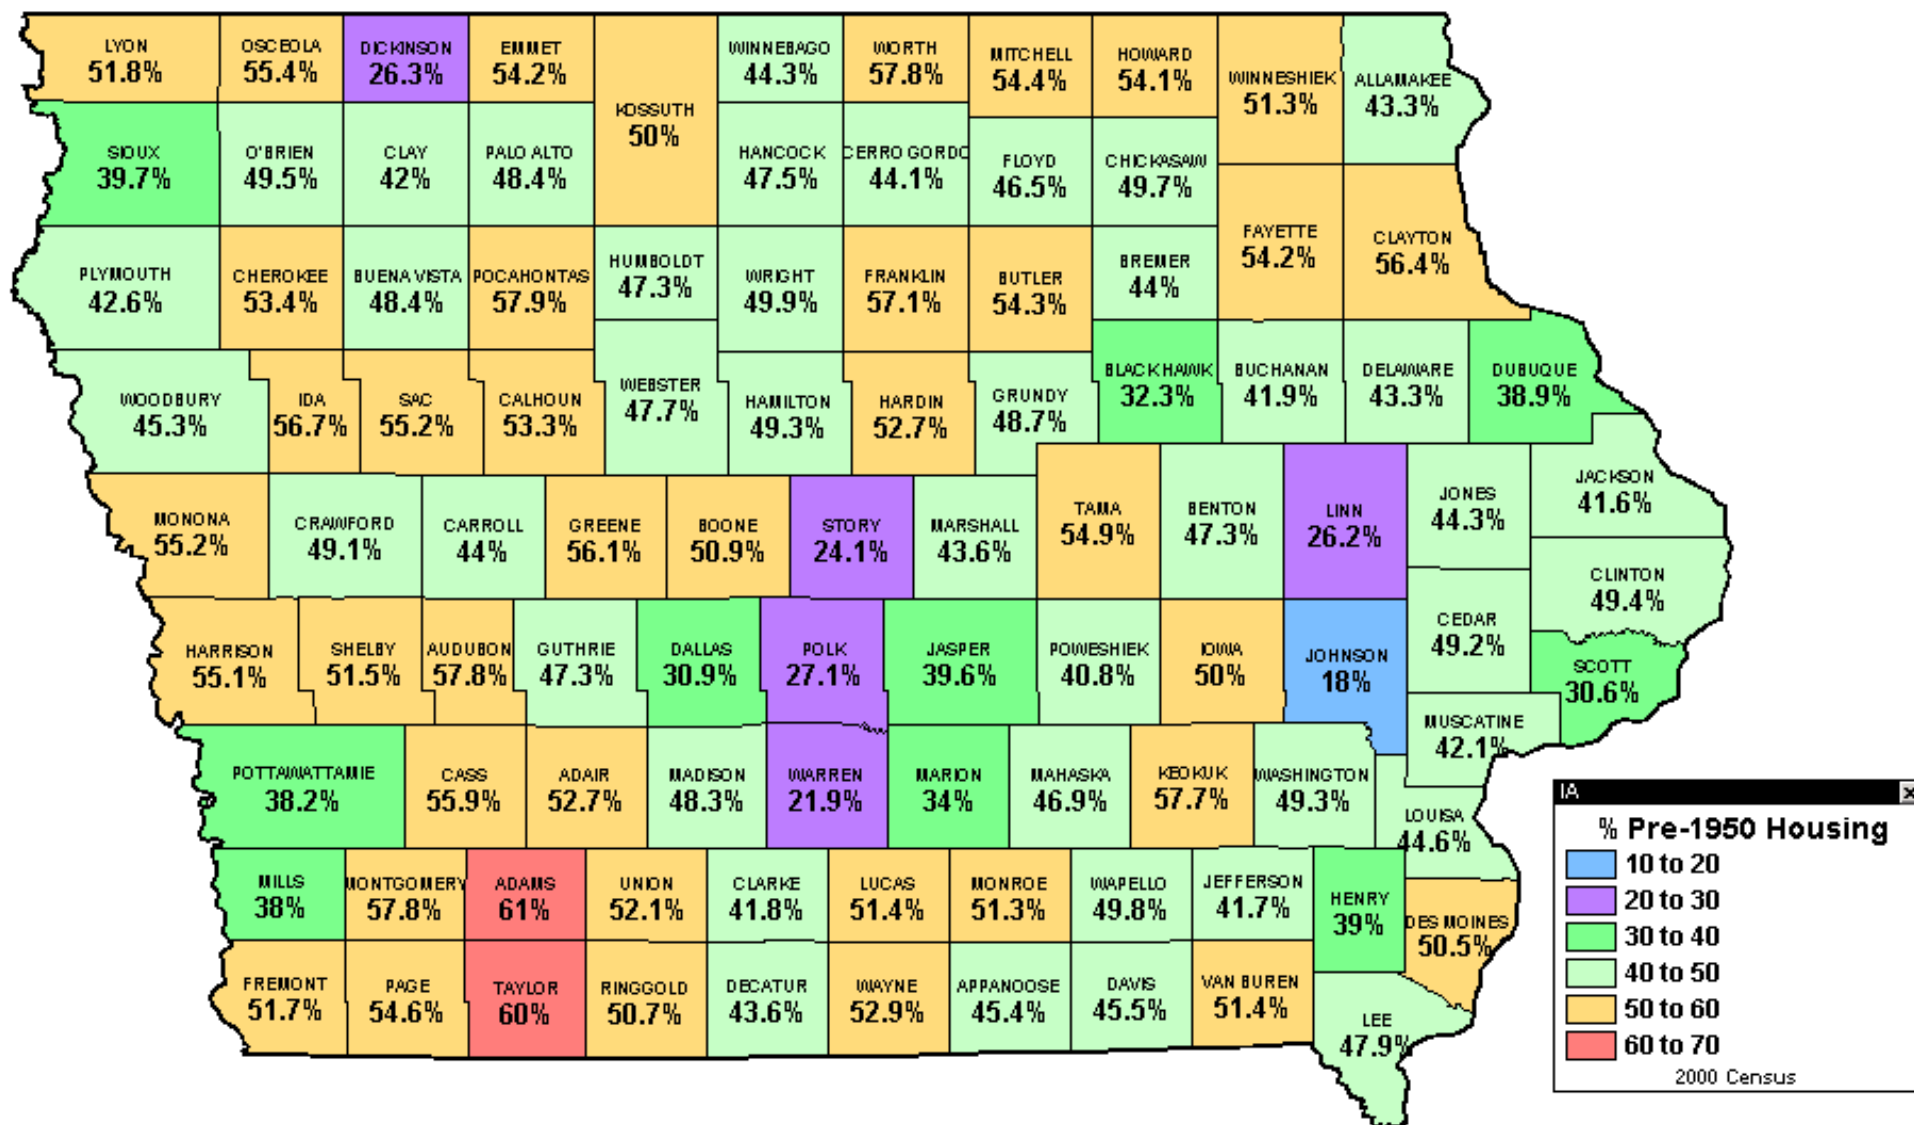 LYON
51.8%
OSCEOLA
55.4%
DICKINSON
26.3%
EMMET
54.2%
KOSSUTH
50%
WINNEBAGO
44.3%
WORTH
57.8%
MITCHELL
54.4%
HOWARD
54.1%
WINNESHIEK
51.3%
ALLAMAKEE
43.3%
SIOUX
39.7%
O'BRIEN
49.5%
CLAY
42%
PALO ALTO
48.4%
HANCOCK
47.5%
CERRO GORDO
44.1%
FLOYD
46.5%
CHICKASAW
49.7%
PLYMOUTH
42.6%
CHEROKEE
53.4%
BUENA VISTA
48.4%
POCAHONTAS
57.9%
HUMBOLDT
47.3%
WRIGHT
49.9%
FRANKLIN
57.1%
BUTLER
54.3%
BREMER
44%
FAYETTE
54.2%
CLAYTON
56.4%
WOODBURY
45.3%
IDA
56.7%
SAC
55.2%
CALHOUN
53.3%
WEBSTER
47.7%
HAMILTON
49.3%
HARDIN
52.7%
GRUNDY
48.7%
BLACK HAWK
32.3%
BUCHANAN
41.9%
DELAWARE
43.3%
DUBUQUE
38.9%
MONONA
55.2%
CRAWFORD
49.1%
CARROLL
44%
GREENE
56.1%
BOONE
50.9%
STORY
24.1%
MARSHALL
43.6%
TAMA
54.9%
BENTON
47.3%
LINN
26.2%
JONES
44.3%
JACKSON
41.6%
CLINTON
49.4%
HARRISON
55.1%
SHELBY
51.5%
AUDUBON
57.8%
GUTHRIE
47.3%
DALLAS
30.9%
POLK
27.1%
JASPER
39.6%
POWESHIEK
40.8%
IOWA
50%
JOHNSON
18%
CEDAR
49.2%
SCOTT
30.6%
MUSCATINE
42.1%
POTTAWATTAMIE
38.2%
CASS
55.9%
ADAIR
52.7%
MADISON
48.3%
WARREN
21.9%
MARION
34%
MAHASKA
46.9%
KEOKUK
57.7%
WASHINGTON
49.3%
LOUISA
44.6%
MILLS
38%
MONTGOMERY
57.8%
ADAMS
61%
UNION
52.1%
CLARKE
41.8%
LUCAS
51.4%
MONROE
51.3%
WAPELLO
49.8%
JEFFERSON
41.7%
HENRY
39%
DES MOINES
50.5%
FREMONT
51.7%
PAGE
54.6%
TAYLOR
60%
RINGGOLD
50.7%
DECATUR
43.6%
WAYNE
52.9%
APPANOOSE
45.4%
DAVIS
45.5%
VAN BUREN
51.4%
LEE
47.9%
IA
% Pre-1950 Housing
10 to 20
20 to 30
30 to 40
40 to 50
50 to 60
60 to 70
2000 Census